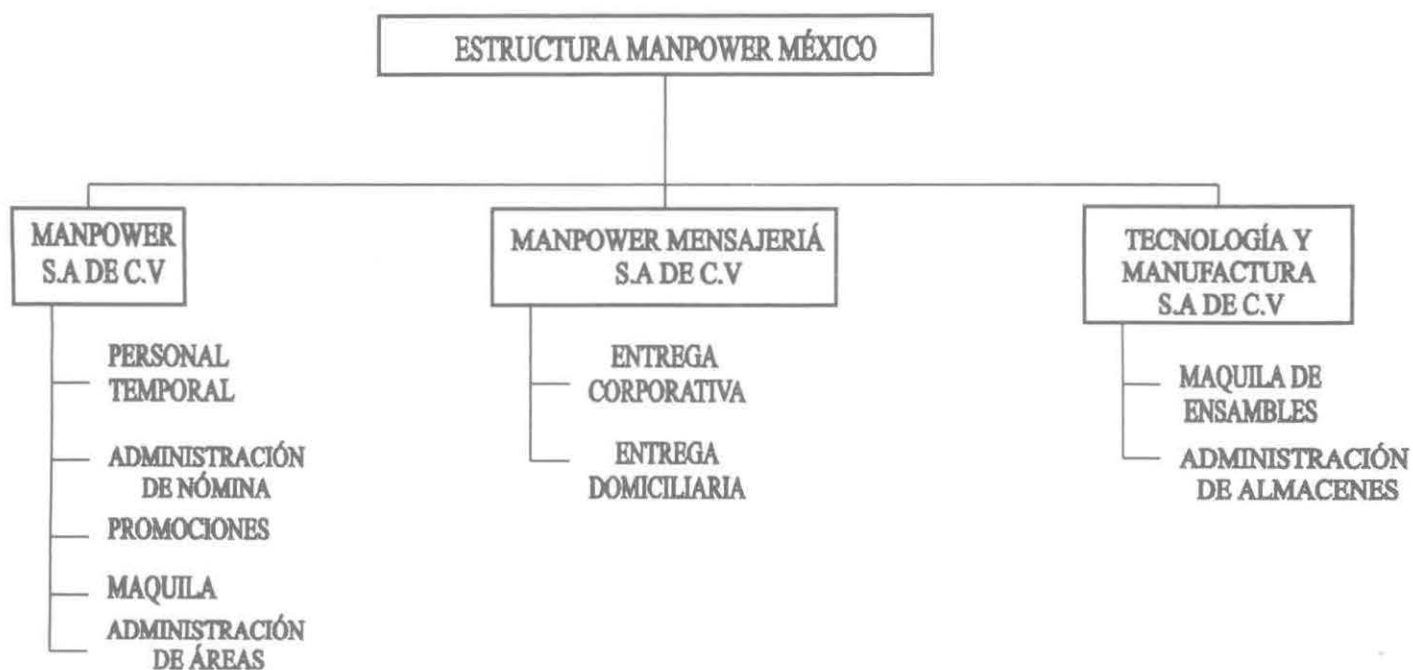 ESTRUCTURA MANPOWER MÉXICO
MANPOWER
S.A DE C.V
PERSONAL
TEMPORAL
ADMINISTRACIÓN
DE NÓMINA
PROMOCIONES
MAQUILA
ADMINISTRACIÓN
DE ÁREAS
MANPOWER MENSAJERIÁ
S.A DE C.V
ENTREGA
CORPORATIVA
ENTREGA
DOMICILIARIA
TECNOLOGÍA Y
MANUFACTURA
S.A DE C.V
MAQUILA DE
ENSAMBLES
ADMINISTRACIÓN
DE ALMACENES